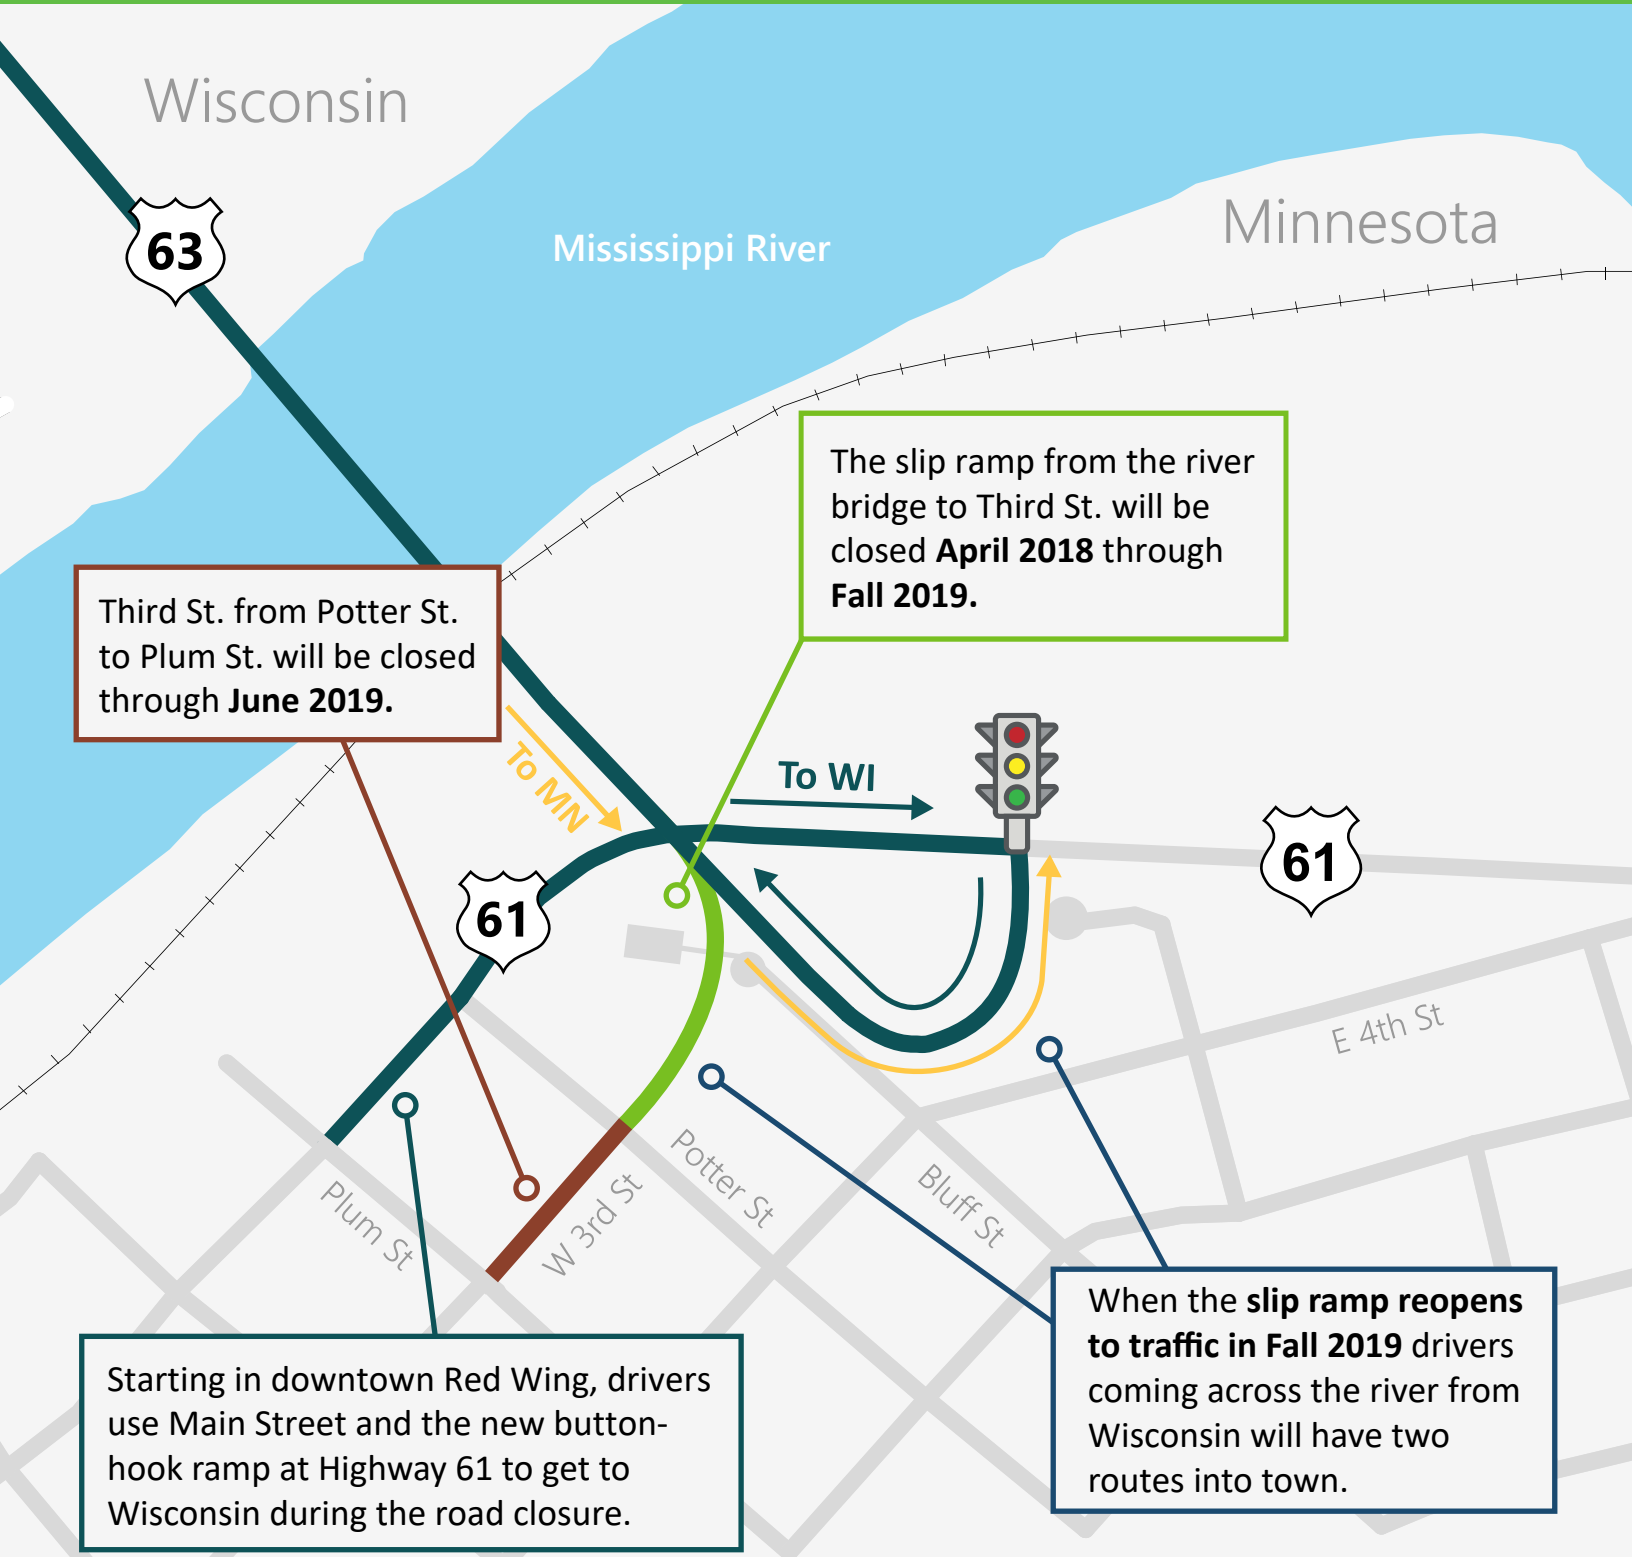 Wisconsin
63
Mississippi River
Minnesota
The slip ramp from the river
bridge to Third St. will be
closed April 2018 through
Fall 2019.
Third St. from Potter St.
to Plum St. will be closed
through June 2019.
To MN
To WI
61
61
E 4th St
Plum St
W 3rd St
Potter St
Bluff St
When the slip ramp reopens
to traffic in Fall 2019 drivers
coming across the river from
Wisconsin will have two
routes into town.
Starting in downtown Red Wing, drivers
use Main Street and the new button-
hook ramp at Highway 61 to get to
Wisconsin during the road closure.